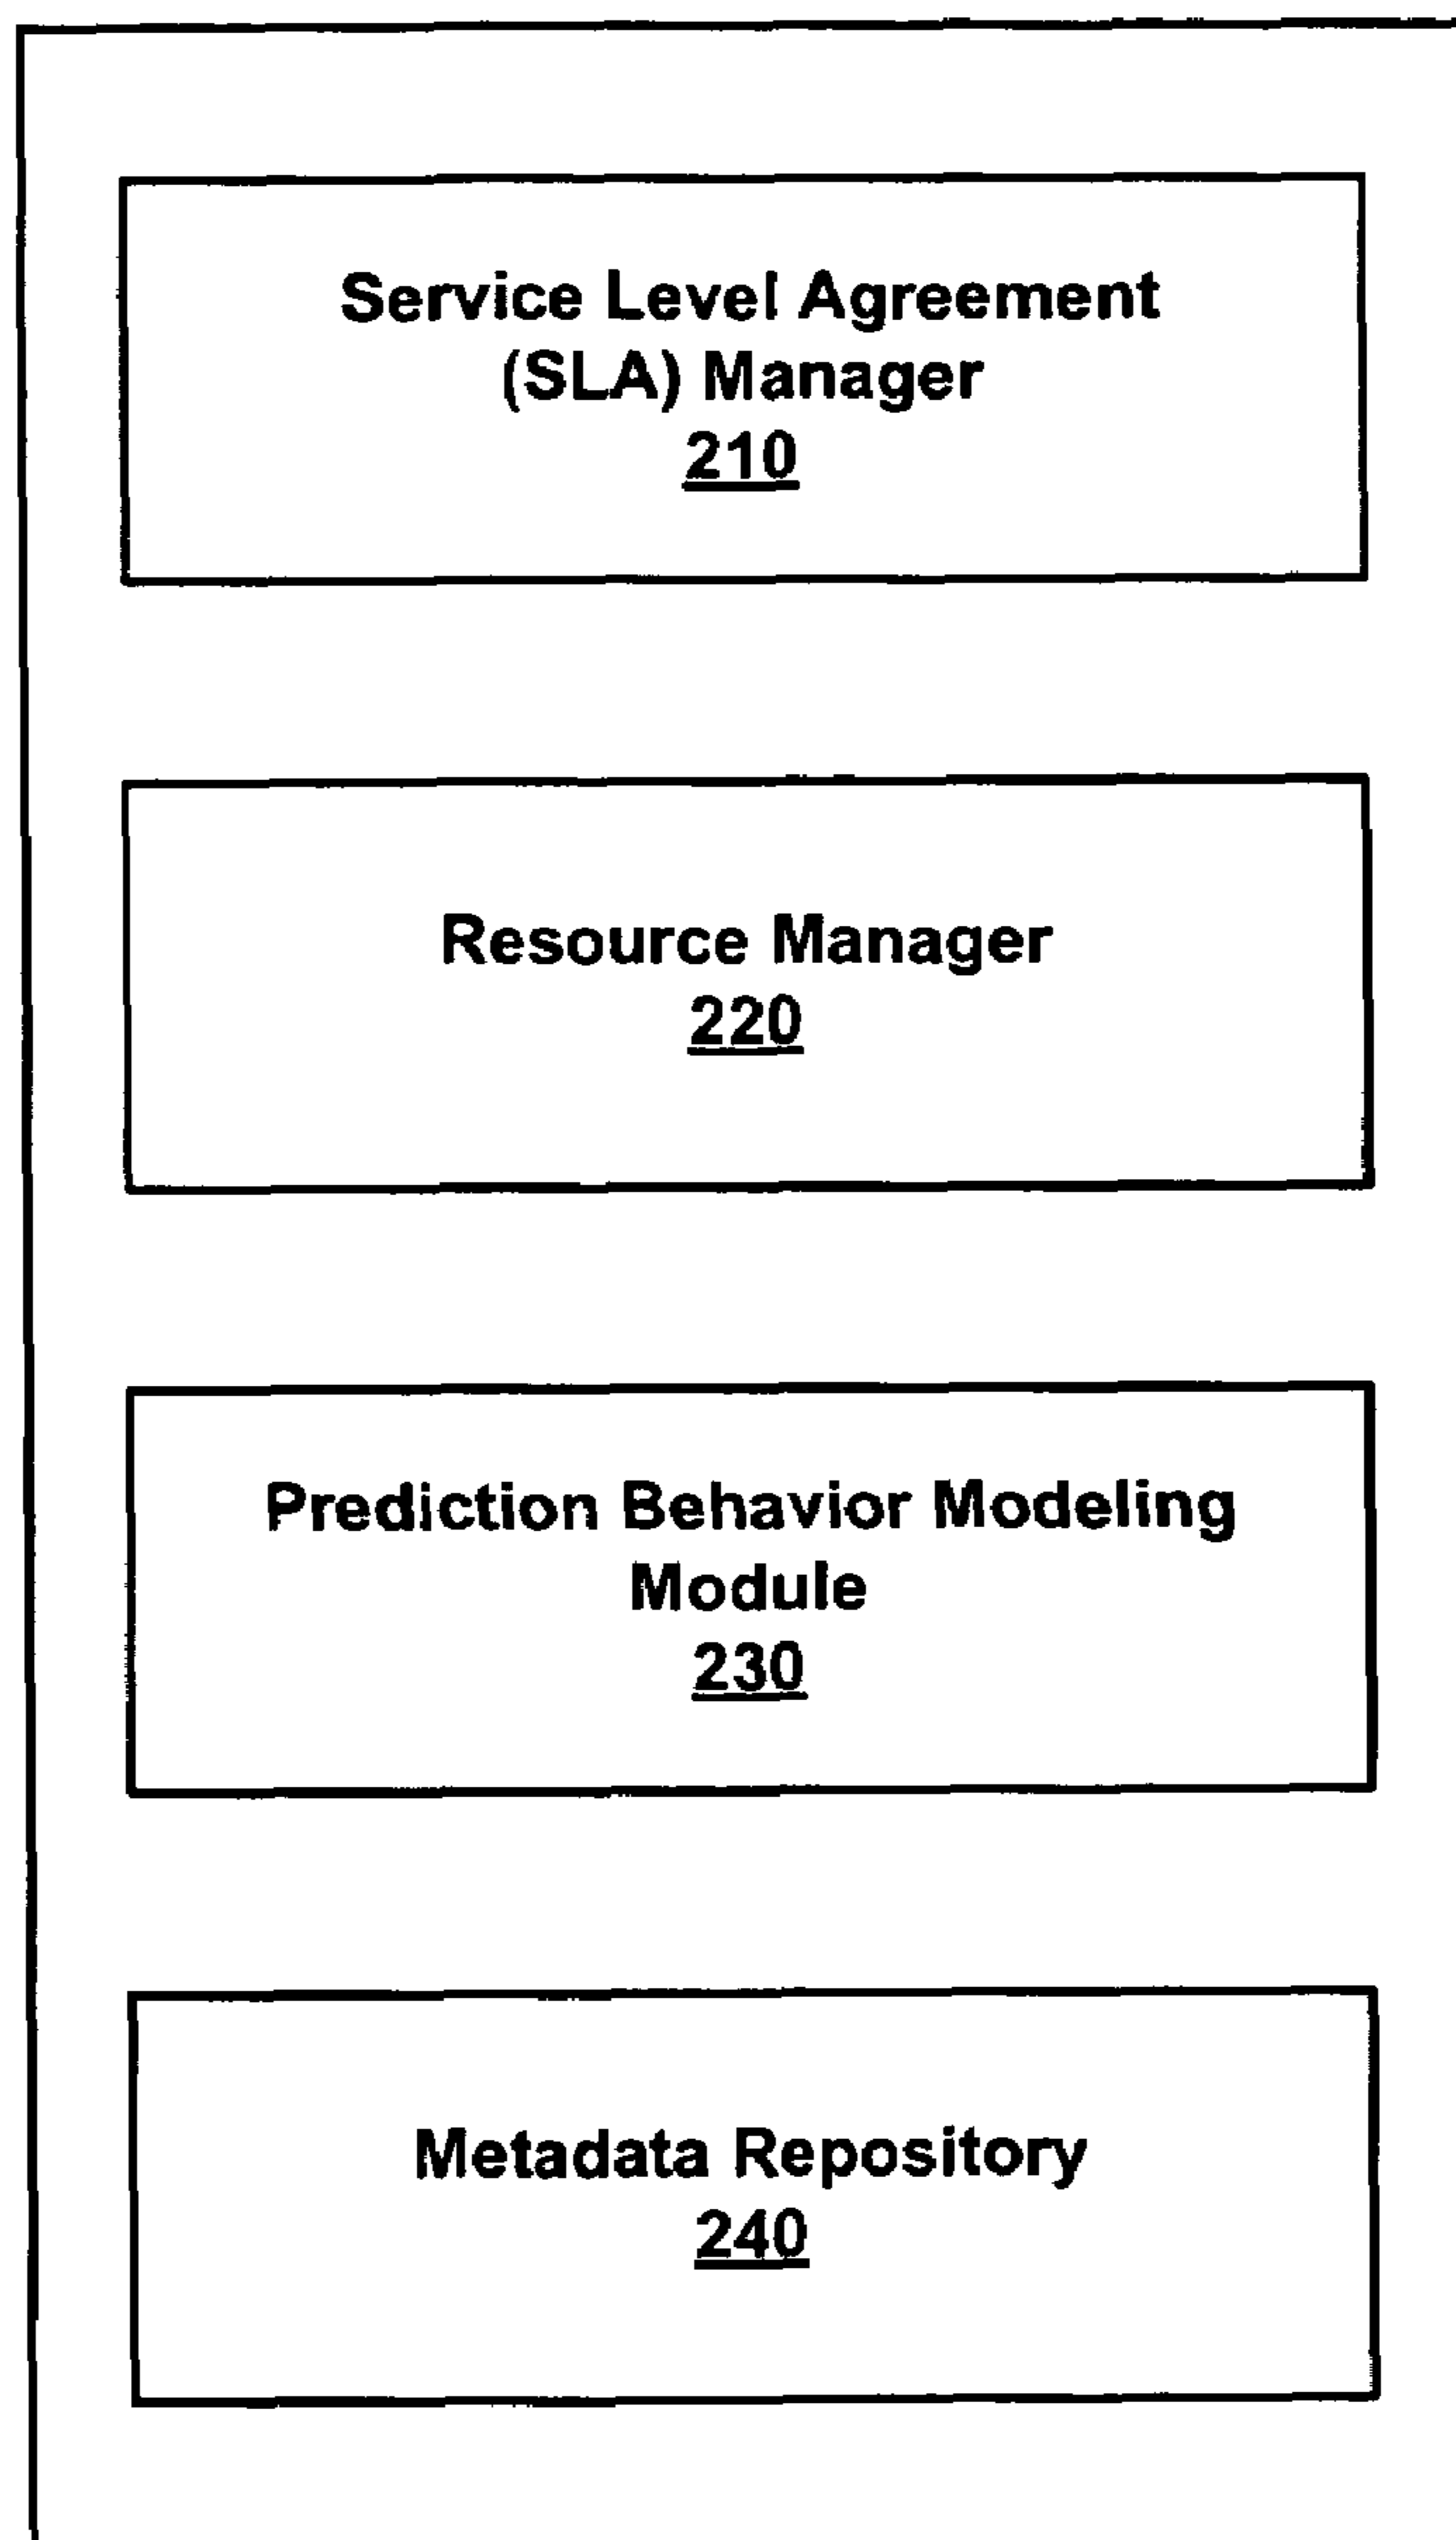 Service Level Agreement
(SLA) Manager
210
Resource Manager
220
Prediction Behavior Modeling
Module
230
Metadata Repository
240